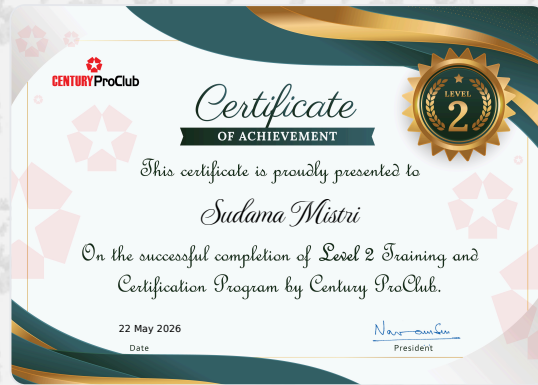 CENTURY ProClub
Certificate
OF ACHIEVEMENT
LEVEL
2
This certificate is proudly presented to
Sudama Mistri
On the successful completion of Level 2 Training and
Certification Program by Century ProClub.
22 May 2026
Date
President